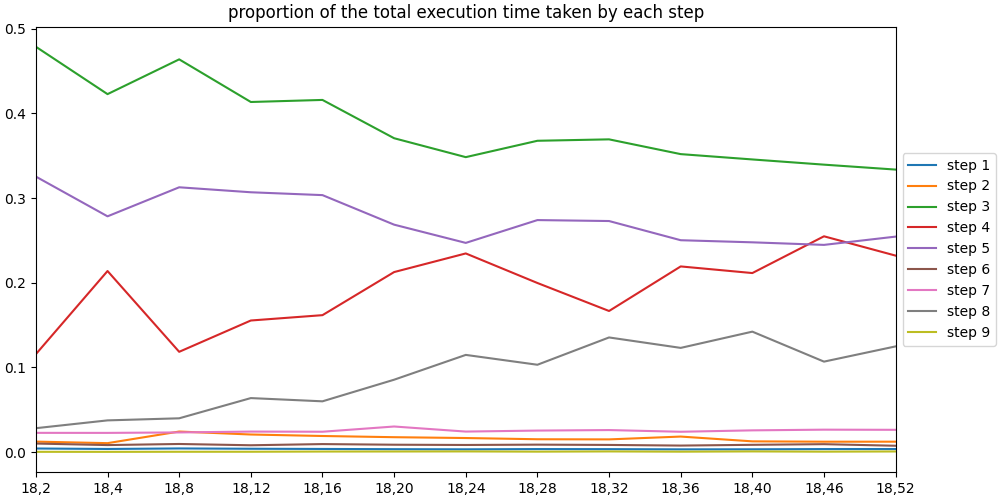 proportion of the total execution time taken by each step
0.5
0.4
0.3
0.2
0.1
0.0
18,2 18,4 18,8 18,12 18,16 18,20 18,24 18,28 18,32 18,36 18,40 18,46 18,52
step 1
step 2
step 3
step 4
step 5
step 6
step 7
step 8
step 9